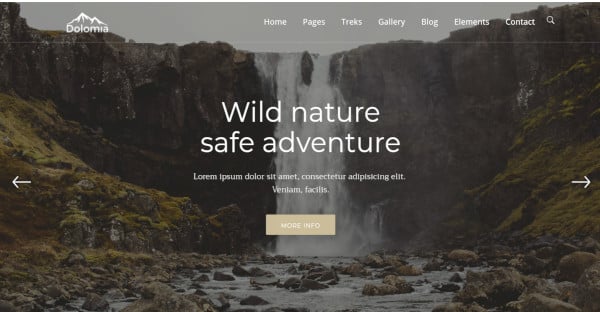 Dolomia
Home Pages Treks Gallery Blog Elements Contact
Wild nature
safe adventure
Lorem ipsum dolor sit amet, consectetur adipisicing elit.
Veniam, facilis.
MORE INFO